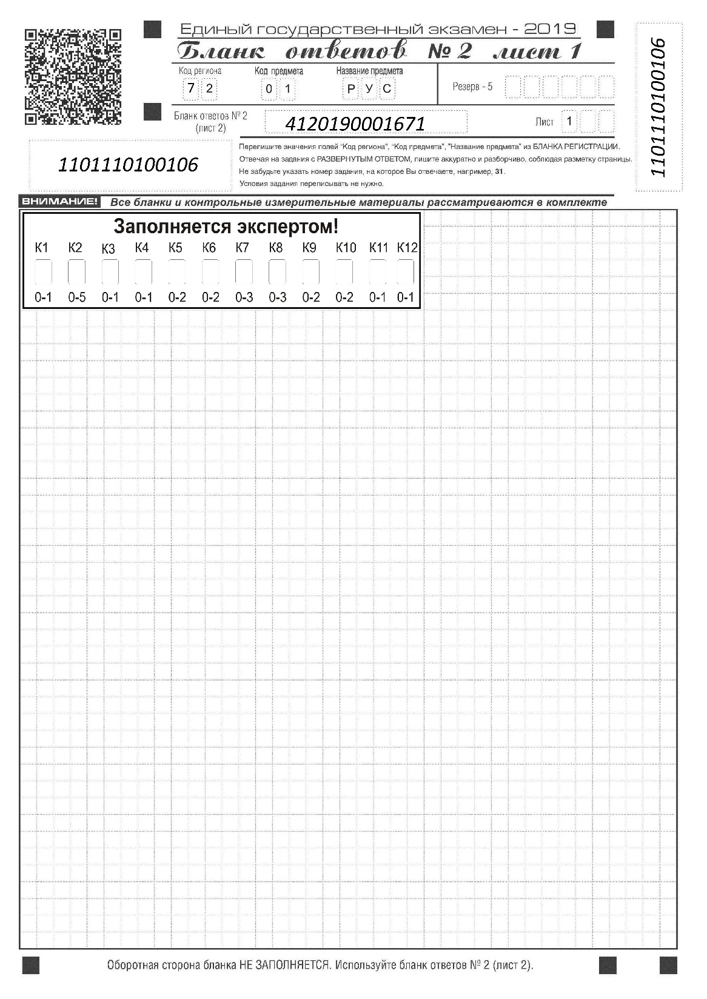 Единый государственный экзамен - 2019
Бланк ответов № 2 лист 1
Код региона Код предмета Название предмета
7 2 0 1 Р У С Резерв - 5
Бланк ответов № 2 (лист 2) 4120190001671 Лист 1
1101110100106
1101110100106
Перепишите значения полей "Код региона", "Код предмета", "Название предмета" из БЛАНКА РЕГИСТРАЦИИ.
Отвечая на задания с РАЗВЕРНУТЫМ ОТВЕТОМ, пишите аккуратно и разборчиво, соблюдая разметку страницы.
Не забудьте указать номер задания, на которое Вы отвечаете, например, 31.
Условия задания переписывать не нужно.
ВНИМАНИЕ! Все бланки и контрольные измерительные материалы рассматриваются в комплекте
Заполняется экспертом!
К1 К2 К3 К4 К5 К6 К7 К8 К9 К10 К11 К12
0-1 0-5 0-1 0-1 0-2 0-2 0-3 0-3 0-2 0-2 0-1 0-1
Оборотная сторона бланка НЕ ЗАПОЛНЯЕТСЯ. Используйте бланк ответов № 2 (лист 2).